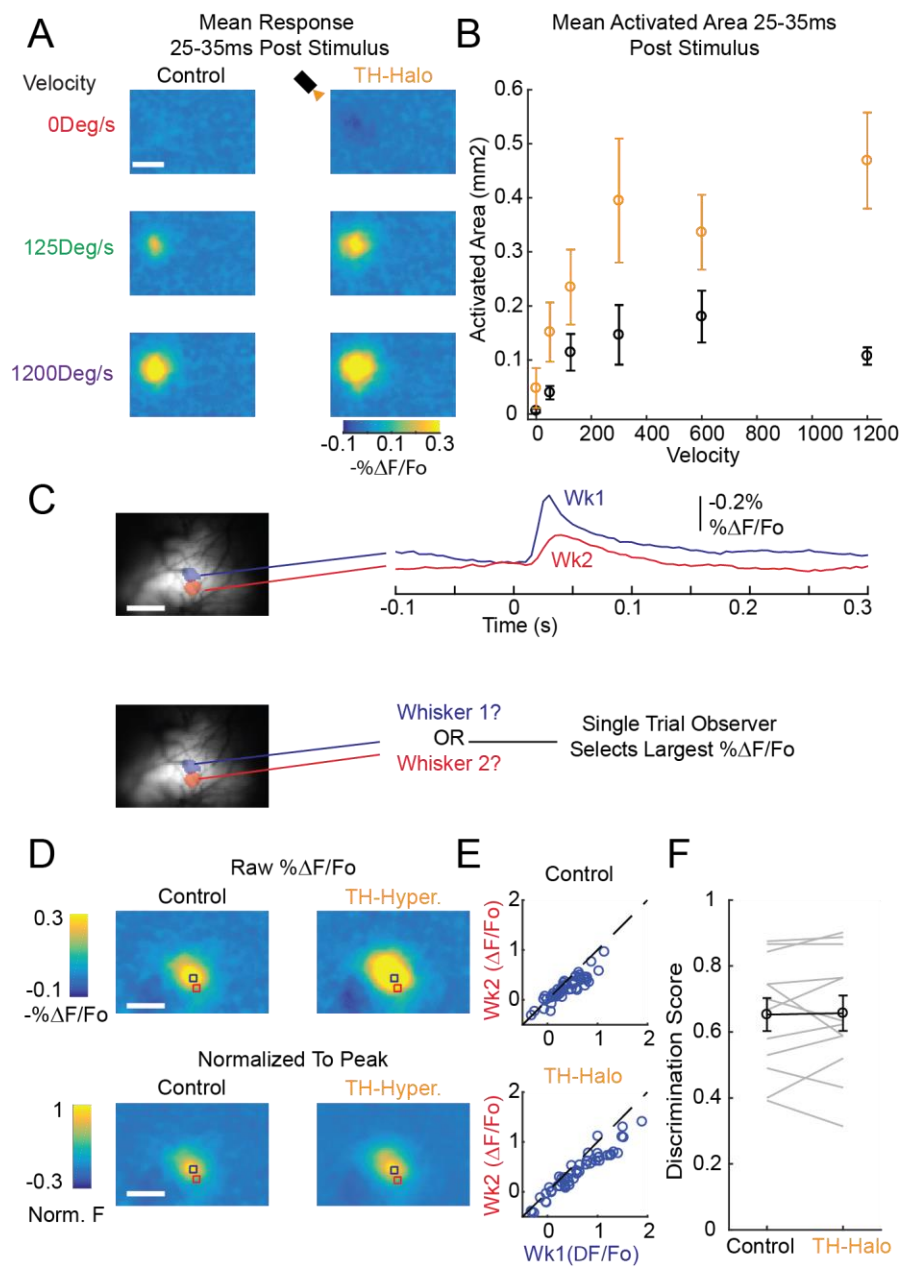 A
Mean Response
25-35ms Post Stimulus
Velocity
Control
TH-Halo
0Deg/s
125Deg/s
1200Deg/s
-0.1 0.1 0.3
-%ΔF/Fo
B
Mean Activated Area 25-35ms
Post Stimulus
Activated Area (mm2)
0.6
0.5
0.4
0.3
0.2
0.1
0
0 200 400 600 800 1000 1200
Velocity
C
Wk1
Wk2
-0.2%
%ΔF/Fo
-0.1 0 0.1 0.2 0.3
Time (s)
Whisker 1?
OR
Whisker 2?
Single Trial Observer
Selects Largest %ΔF/Fo
D
Raw %ΔF/Fo
Control
TH-Hyper.
0.3
-0.1
-%ΔF/Fo
Normalized To Peak
Control
TH-Hyper.
1
-0.3
Norm. F
E
Control
Wk2 (ΔF/Fo)
2
1
0
0 1 2
TH-Halo
Wk2 (ΔF/Fo)
2
1
0
0 1 2
Wk1(DF/Fo)
F
Discrimination Score
1
0.8
0.6
0.4
0.2
0
Control TH-Halo